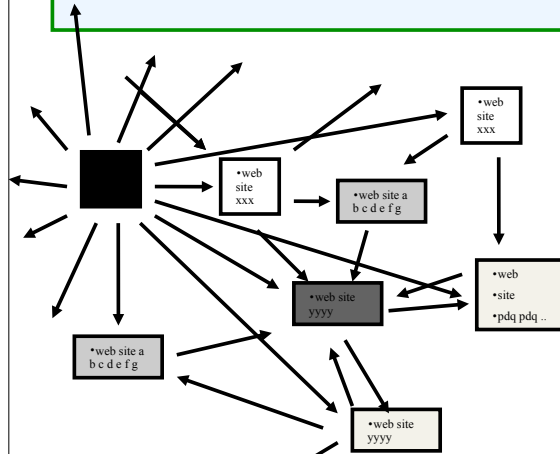 •web
site
xxx
•web
site
xxx
•web site a
b c d e f g
•web
•site
•pdq pdq ..
•web site
yyyy
•web site a
b c d e f g
•web site
yyyy